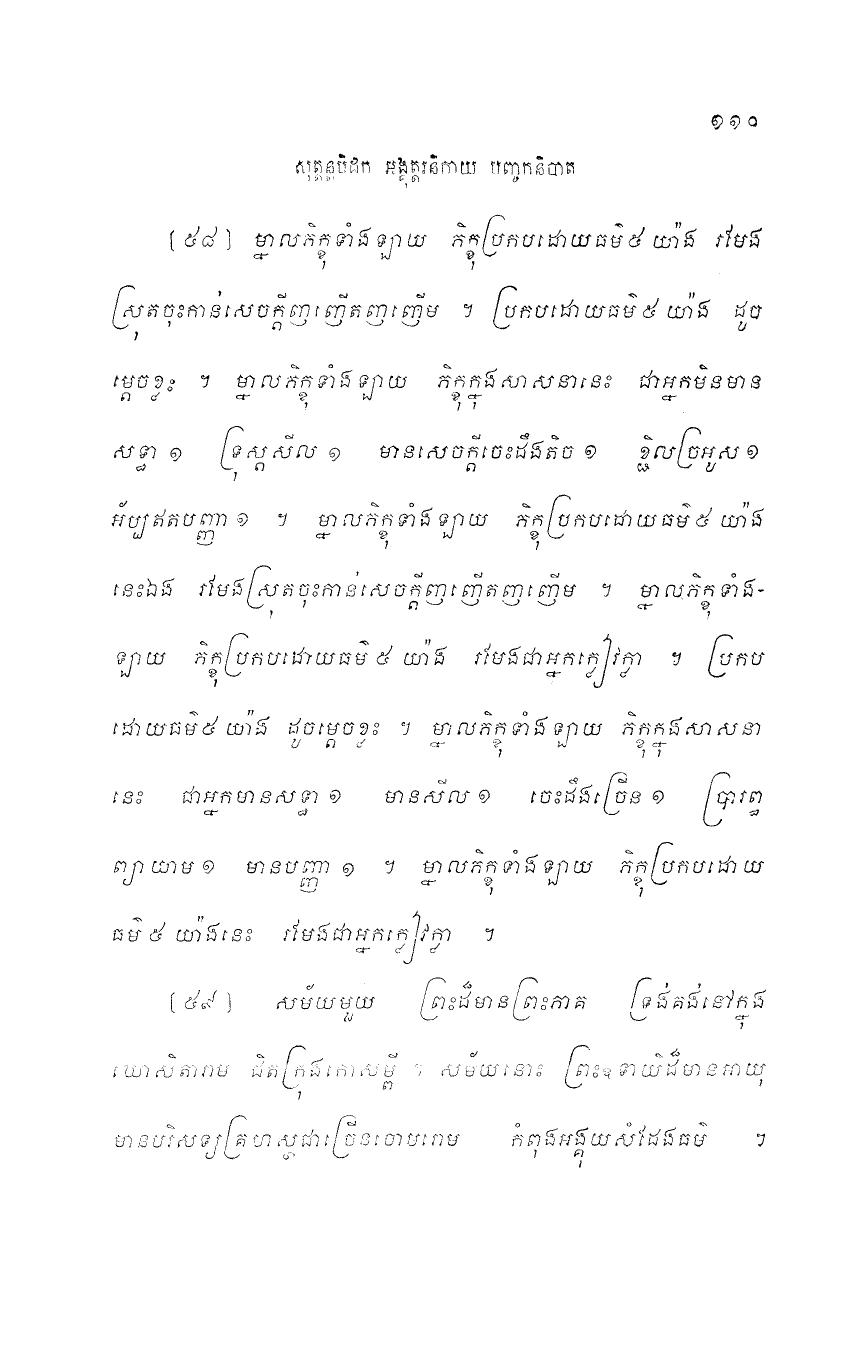 ១១០
សុត្តន្តបិដក អង្គុត្តរនិកាយ បញ្ចកនិបាត
[៥៨] ម្នាលភិក្ខុទាំងឡាយ ភិក្ខុប្រកបដោយធម៌ ៥ យ៉ាង រមែង
ស្រុតចុះកាន់សេចក្តីញញើតញញើម ។ ប្រកបដោយធម៌ ៥ យ៉ាង ដូច
ម្តេចខ្លះ ។ ម្នាលភិក្ខុទាំងឡាយ ភិក្ខុក្នុងសាសនានេះ ជាអ្នកមិនមាន
សទ្ធា ១ ទ្រុស្តសីល ១ មានសេចក្តីចេះដឹងតិច ១ ខ្ជិលច្រអូស ១
អ័ប្បឥតបញ្ញា ១ ។ ម្នាលភិក្ខុទាំងឡាយ ភិក្ខុប្រកបដោយធម៌ ៥ យ៉ាង
នេះឯង រមែងស្រុតចុះកាន់សេចក្តីញញើតញញើម ។ ម្នាលភិក្ខុទាំង-
ឡាយ ភិក្ខុប្រកបដោយធម៌ ៥ យ៉ាង រមែងជាអ្នកក្លៀវក្លា ។ ប្រកប
ដោយធម៌ ៥ យ៉ាង ដូចម្តេចខ្លះ ។ ម្នាលភិក្ខុទាំងឡាយ ភិក្ខុក្នុងសាសនា
នេះ ជាអ្នកមានសទ្ធា ១ មានសីល ១ ចេះដឹងច្រើន ១ ប្រារព្ធ
ព្យាយាម ១ មានបញ្ញា ១ ។ ម្នាលភិក្ខុទាំងឡាយ ភិក្ខុប្រកបដោយ
ធម៌ ៥ យ៉ាងនេះ រមែងជាអ្នកក្លៀវក្លា ។
[៥៩] សម័យមួយ ព្រះដ៏មានព្រះភាគ ទ្រង់គង់នៅក្នុង
ឃោសិតារាម ជិតក្រុងកោសម្ពី ។ សម័យនោះ ព្រះឧទាយិដ៏មានអាយុ
មានបរិសទ្យគ្រហស្ថជាច្រើនចោមរោម កំពុងអង្គុយសំដែងធម៌ ។